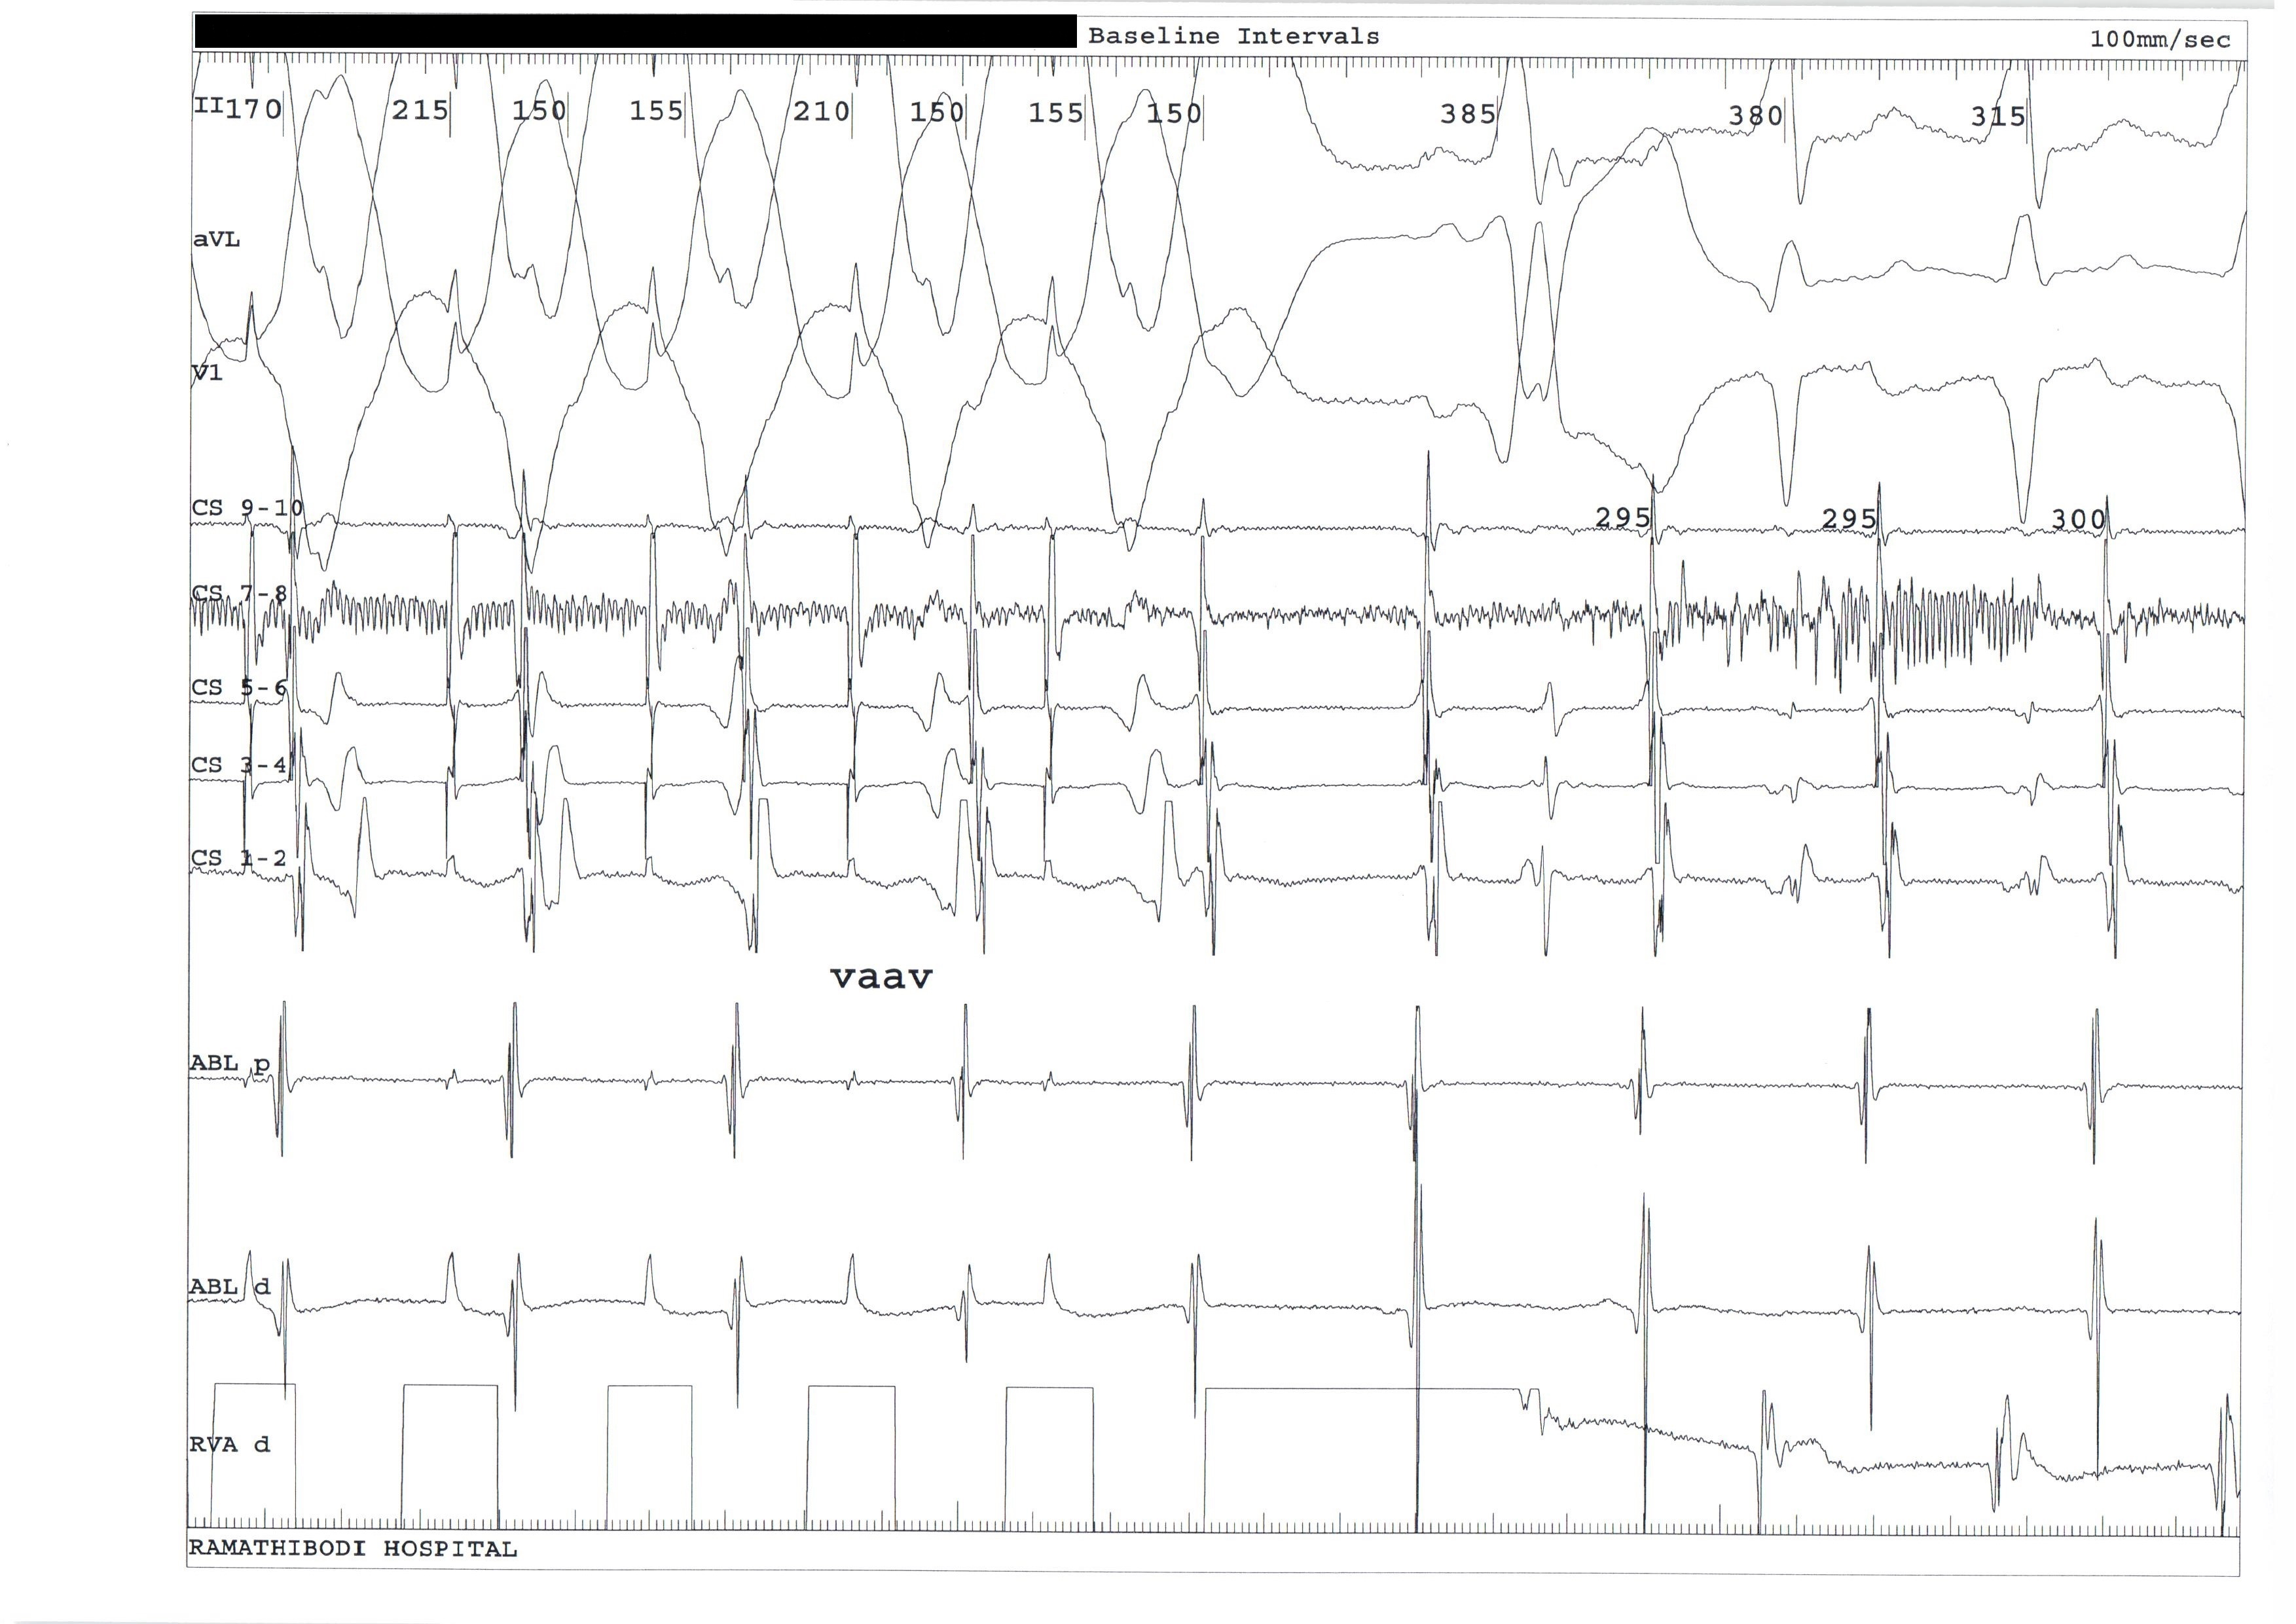 Baseline Intervals 100mm/sec
II 170 215 150 155 210 150 155 150 385 380 315
aVL
V1
CS 9-10 295 295 300
CS 7-8
CS 5-6
CS 3-4
CS 1-2
vaav
ABL p
ABL d
RVA d
RAMATHIBODI HOSPITAL